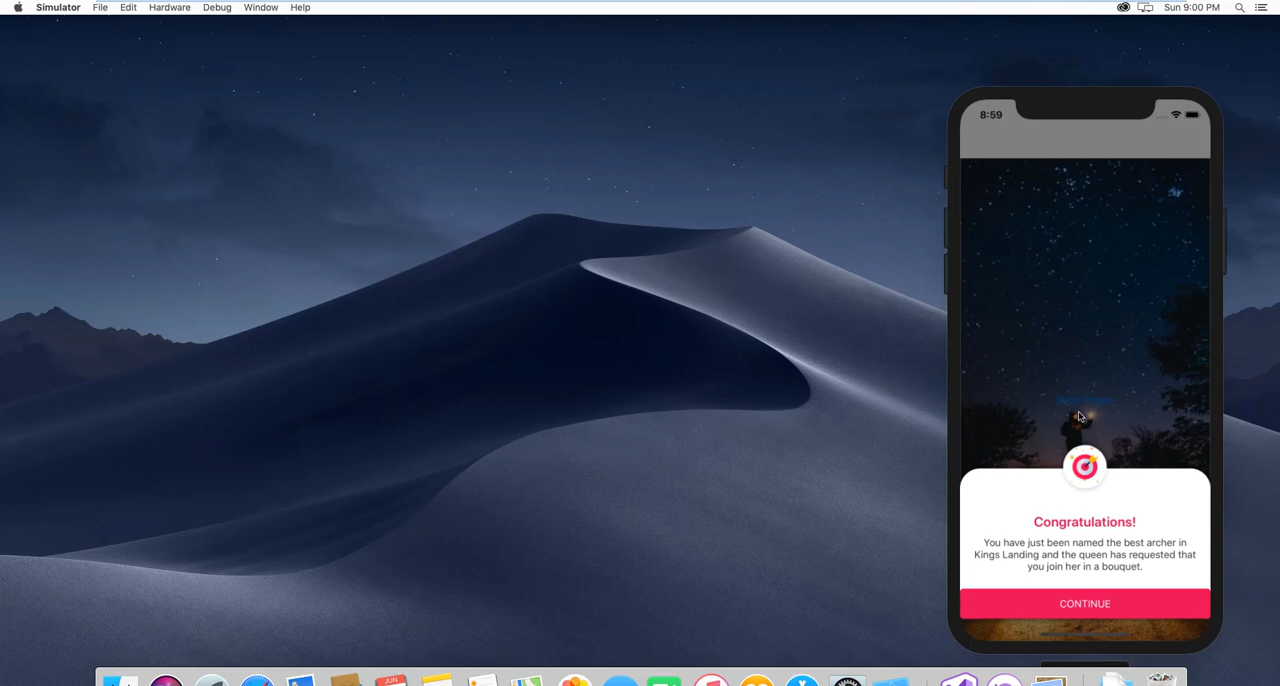 Simulator File Edit Hardware Debug Window Help Sun 9:00 PM
8:59
Congratulations!
You have just been named the best archer in
Kings Landing and the queen has requested that
you join her in a bouquet.
CONTINUE
JUN